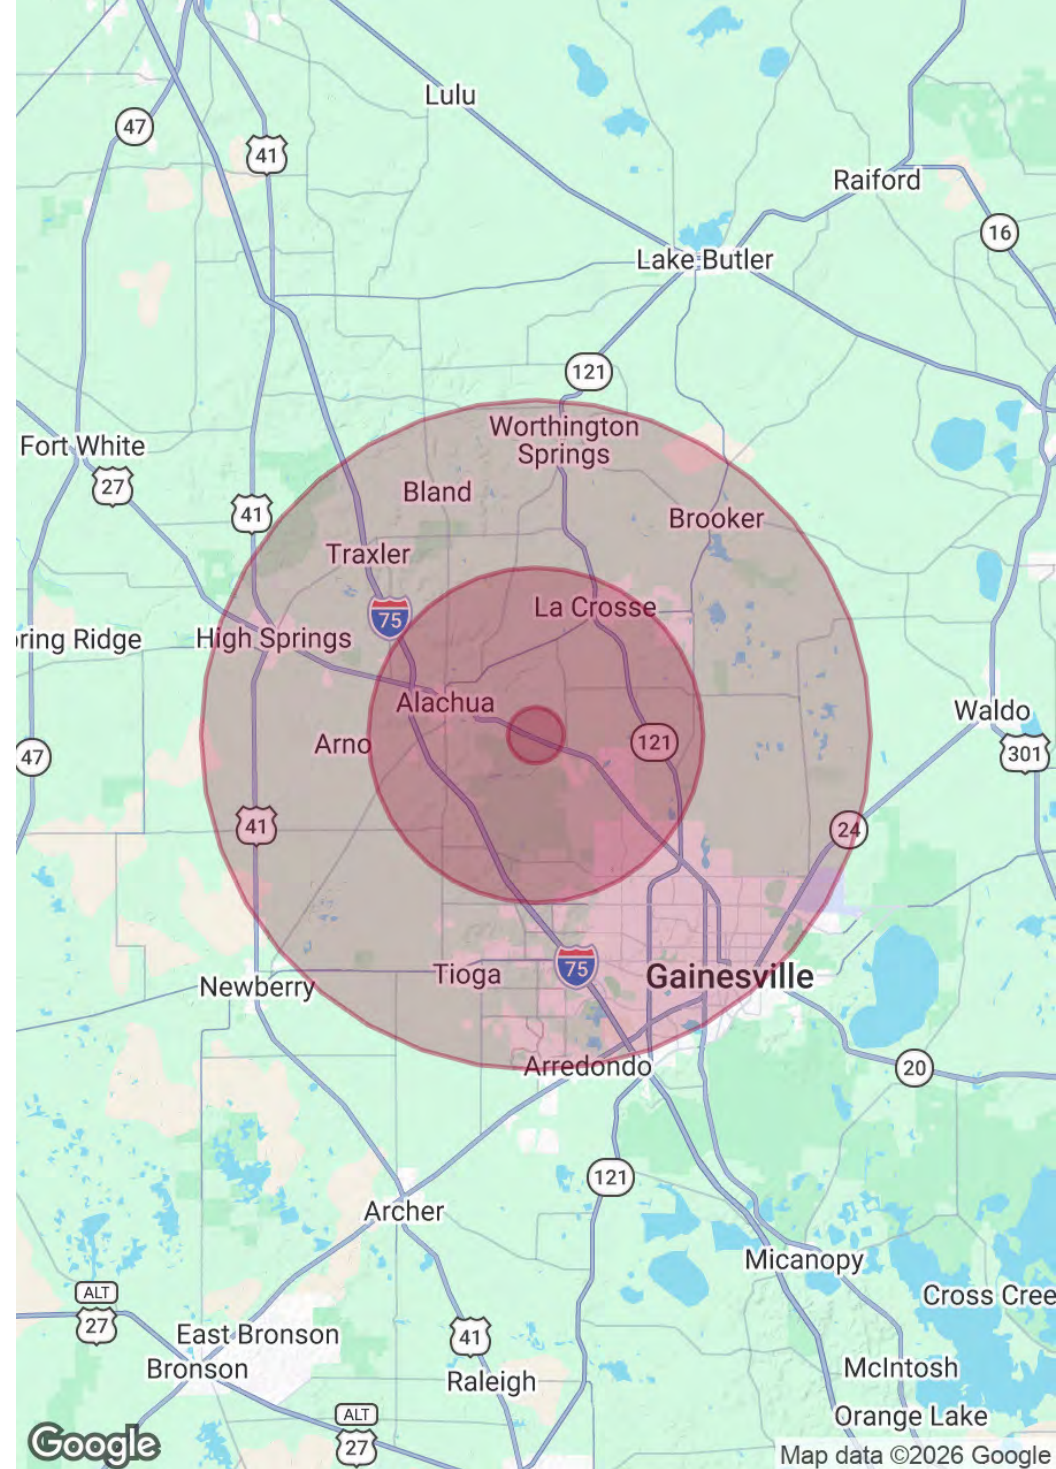 Lulu
47
41
Raiford
16
Lake Butler
121
Worthington
Springs
Fort White
27
Bland
41
Brooker
Traxler
La Crosse
75
ring Ridge
High Springs
Alachua
Waldo
Arno
121
47
301
41
24
Tioga
75
Gainesville
Newberry
Arredondo
20
121
Archer
Micanopy
ALT
27
Cross Cree
East Bronson
41
Bronson
McIntosh
Raleigh
ALT
27
Orange Lake
Google
Map data ©2026 Google